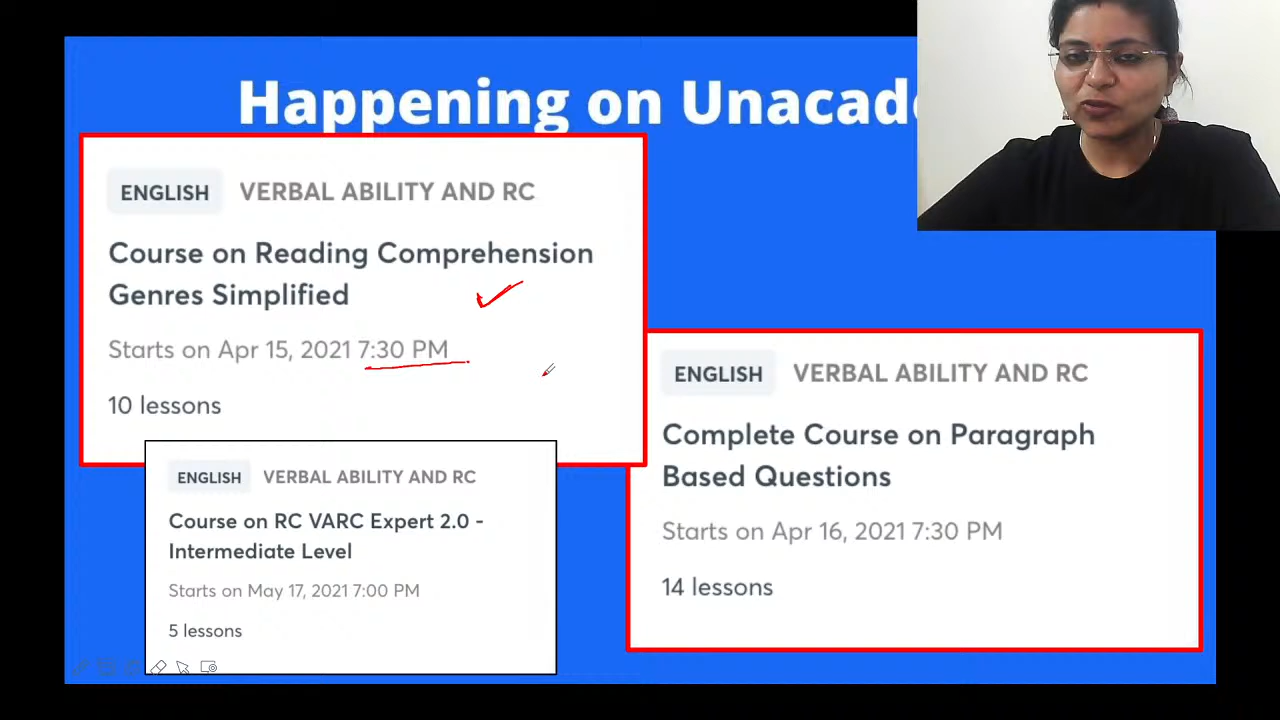 Happening on Unacad
ENGLISH VERBAL ABILITY AND RC
Course on Reading Comprehension
Genres Simplified
Starts on Apr 15, 2021 7:30 PM
10 lessons
ENGLISH VERBAL ABILITY AND RC
Complete Course on Paragraph
Based Questions
Starts on Apr 16, 2021 7:30 PM
14 lessons
ENGLISH VERBAL ABILITY AND RC
Course on RC VARC Expert 2.0 -
Intermediate Level
Starts on May 17, 2021 7:00 PM
5 lessons